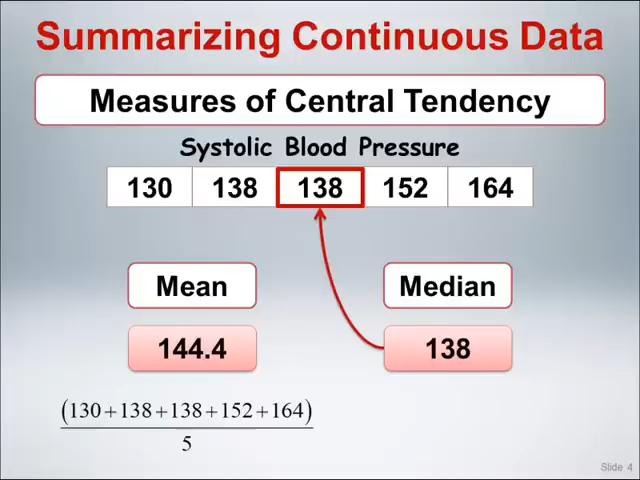 Summarizing Continuous Data
Measures of Central Tendency
Systolic Blood Pressure
130 138 138 152 164
Mean Median
144.4 138
(130+138+138+152+164)
5
Slide 4